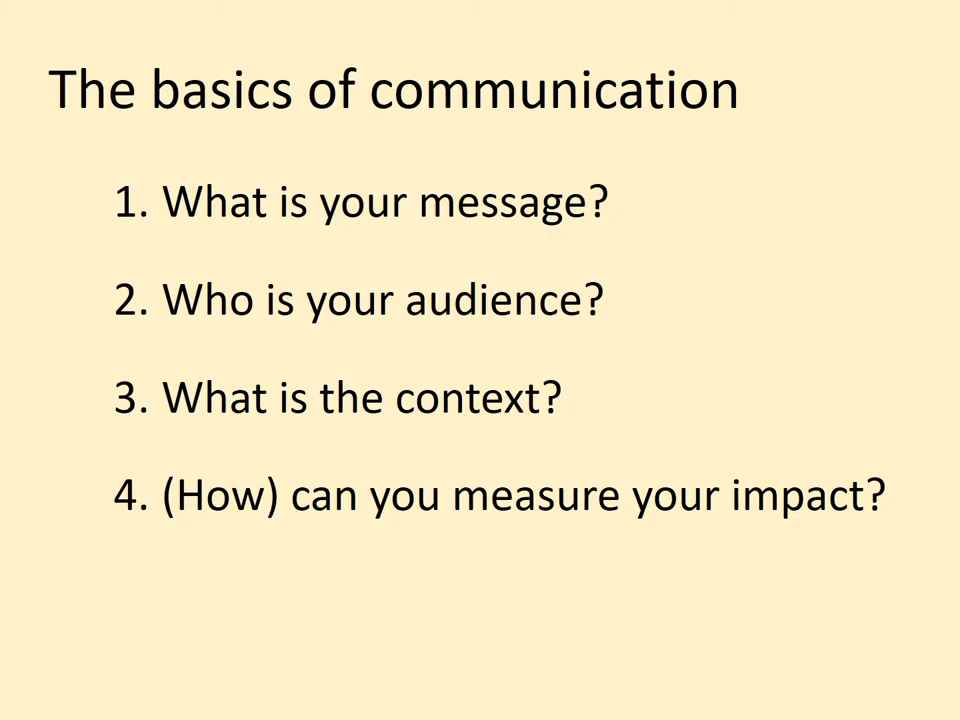 The basics of communication
1. What is your message?
2. Who is your audience?
3. What is the context?
4. (How) can you measure your impact?